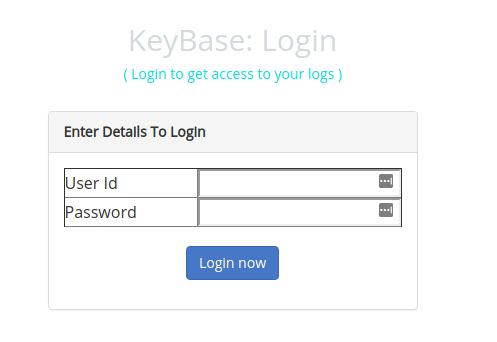 KeyBase: Login
( Login to get access to your logs )
Enter Details To Login
User Id
Password
Login now